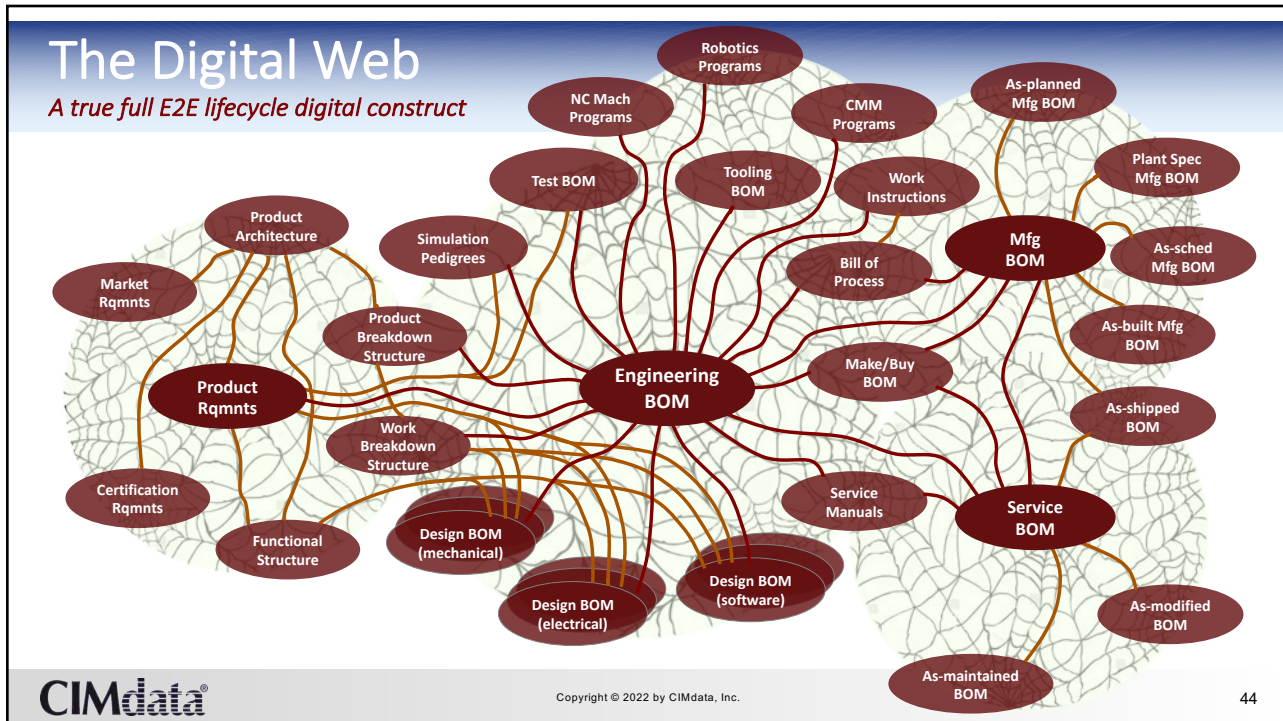 The Digital Web
A true full E2E lifecycle digital construct
Robotics
Programs
NC Mach
Programs
CMM
Programs
As-planned
Mfg BOM
Test BOM
Tooling
BOM
Work
Instructions
Plant Spec
Mfg BOM
Product
Architecture
Simulation
Pedigrees
Mfg
BOM
As-sched
Mfg BOM
Market
Rqmnts
Bill of
Process
Product
Breakdown
Structure
As-built Mfg
BOM
Product
Rqmnts
Engineering
BOM
Make/Buy
BOM
As-shipped
BOM
Work
Breakdown
Structure
Certification
Rqmnts
Service
Manuals
Service
BOM
Functional
Structure
Design BOM
(mechanical)
Design BOM
(electrical)
Design BOM
(software)
As-modified
BOM
As-maintained
BOM
CIMdata®
Copyright © 2022 by CIMdata, Inc.
44